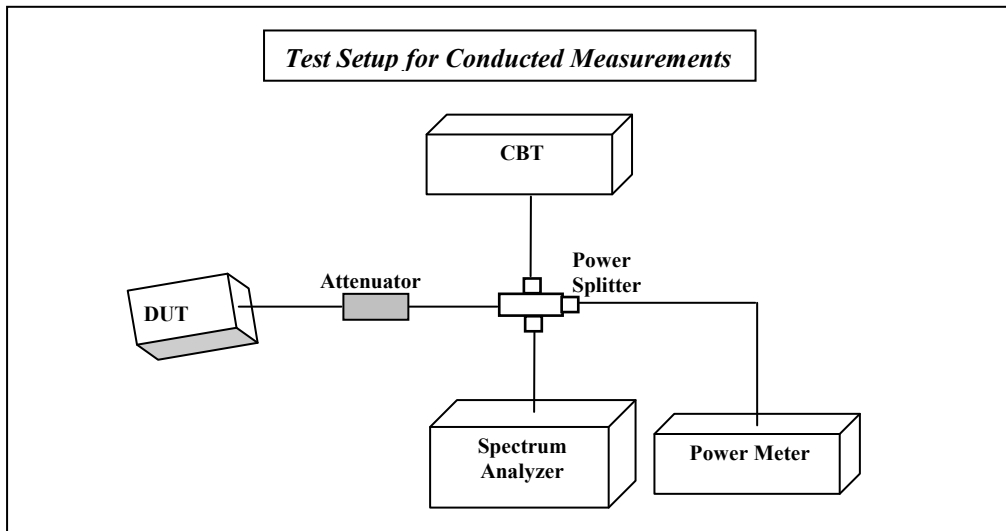 Test Setup for Conducted Measurements
CBT
Power
Splitter
Attenuator
DUT
Spectrum
Analyzer
Power Meter